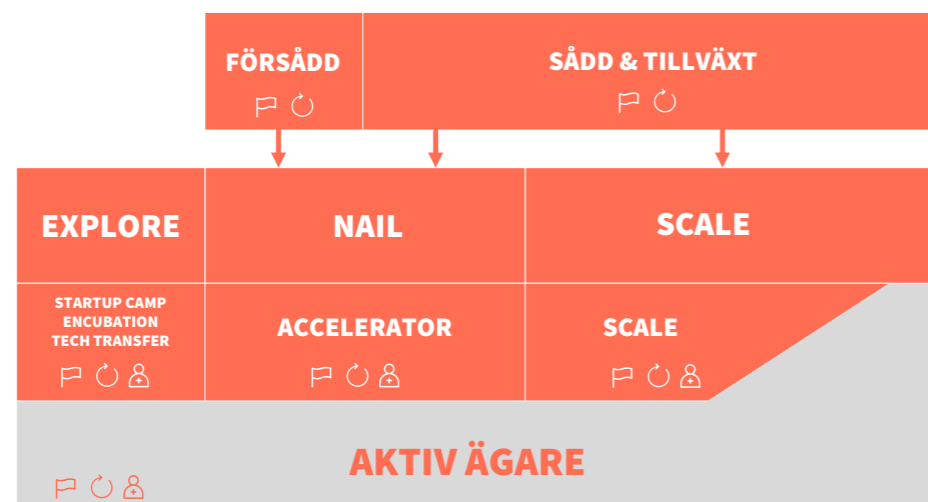 FÖRSÅDD
SÅDD & TILLVÄXT
EXPLORE
NAIL
SCALE
STARTUP CAMP
ENCUBATION
TECH TRANSFER
ACCELERATOR
SCALE
AKTIV ÄGARE